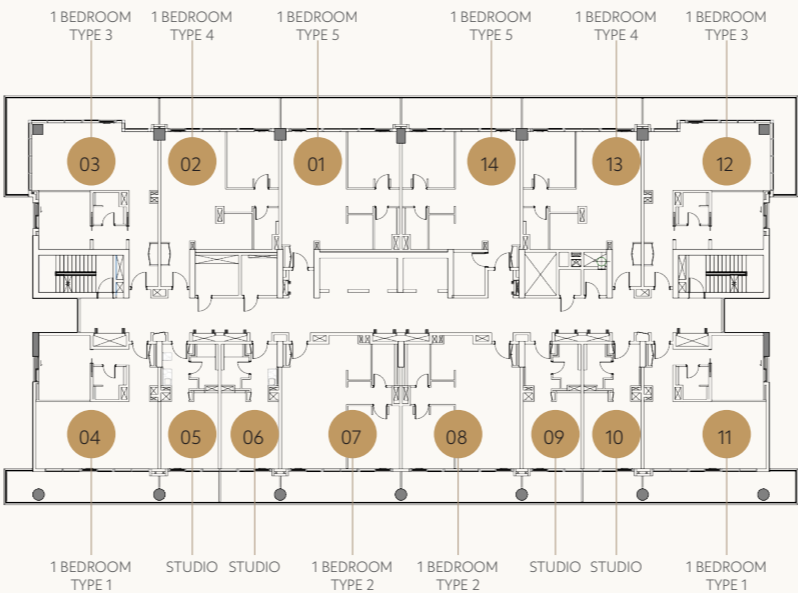 1 BEDROOM
TYPE 3
1 BEDROOM
TYPE 4
1 BEDROOM
TYPE 5
1 BEDROOM
TYPE 5
1 BEDROOM
TYPE 4
1 BEDROOM
TYPE 3
03
02
01
14
13
12
04
05
06
07
08
09
10
11
1 BEDROOM
TYPE 1
STUDIO
STUDIO
1 BEDROOM
TYPE 2
1 BEDROOM
TYPE 2
STUDIO
STUDIO
1 BEDROOM
TYPE 1